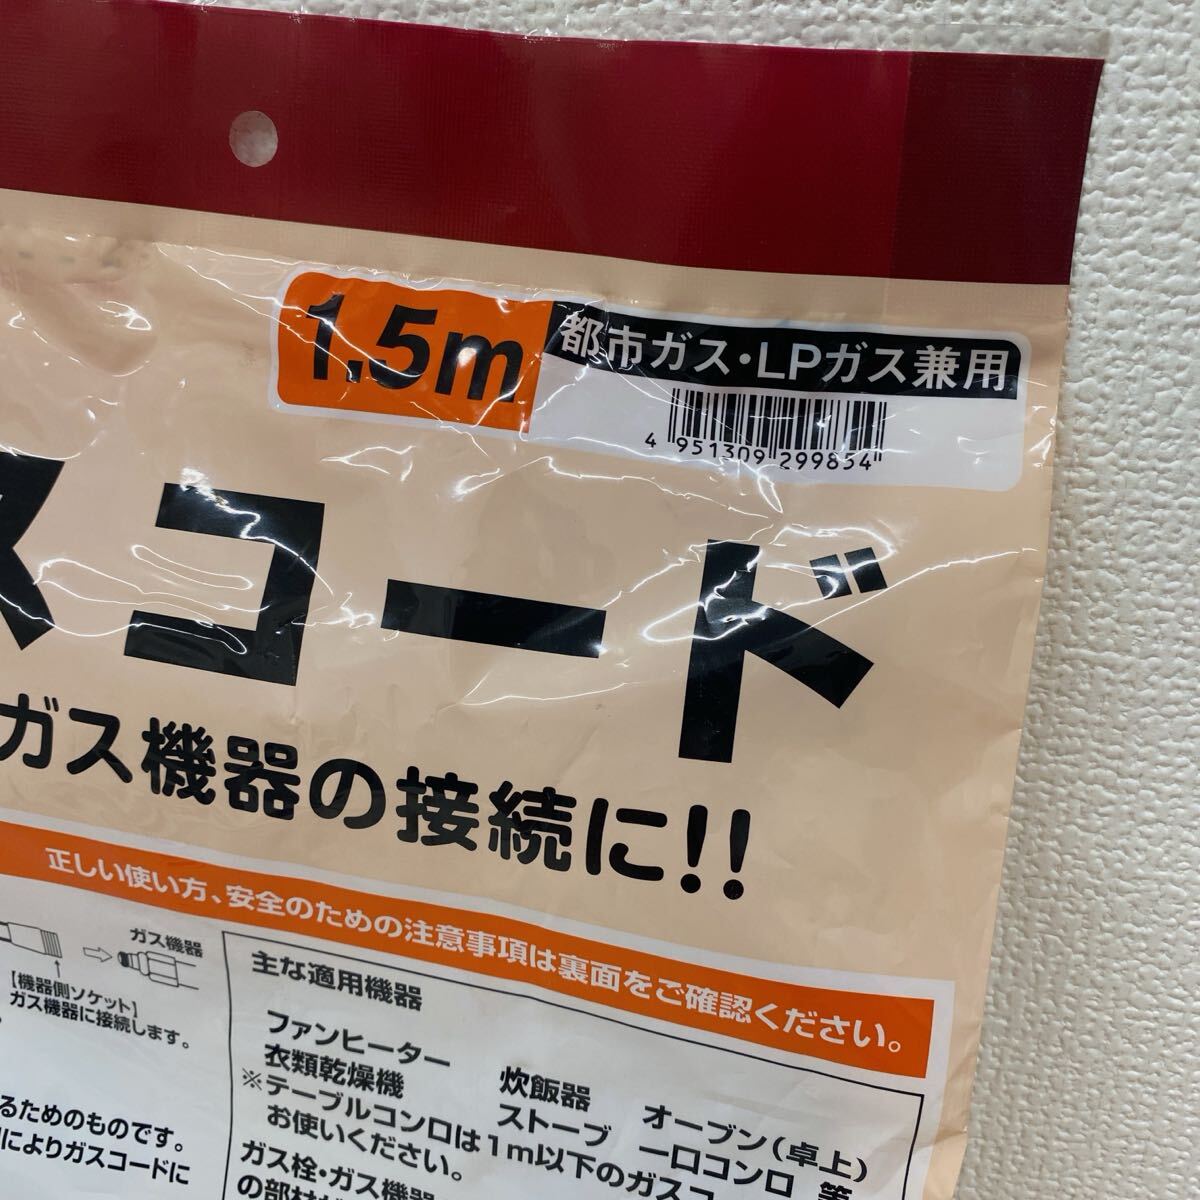 1.5m
都市ガス・LPガス兼用
4 951309 299854
スコード
ガス機器の接続に!!
正しい使い方、安全のための注意事項は裏面をご確認ください。
ガス機器
【機器側ソケット】
ガス機器に接続します。
るためのものです。
によりガスコードに
主な適用機器
ファンヒーター
衣類乾燥機 炊飯器 オーブン(卓上)
ストーブ 一口コンロ 等
※テーブルコンロは1m以下のガスコ
お使いください。
ガス栓・ガス機器
の部材が